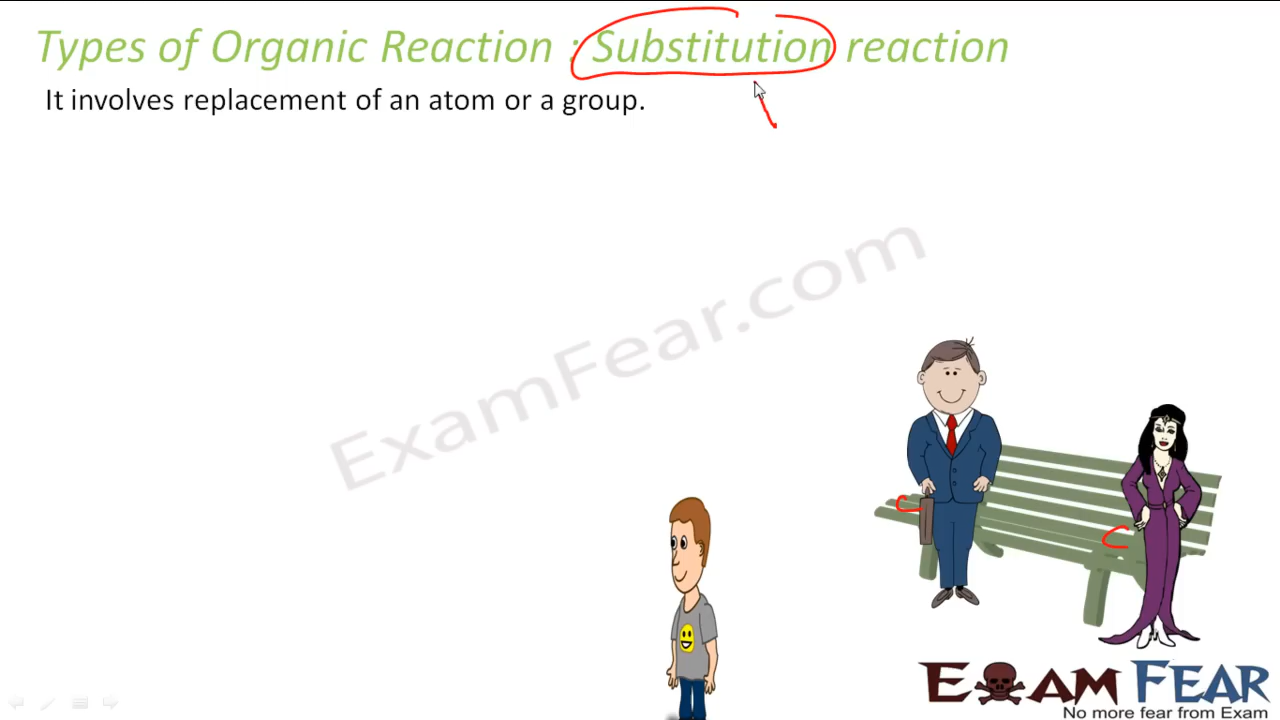 Types of Organic Reaction : Substitution reaction
It involves replacement of an atom or a group.
ExamFear.com
C
C
EXAM FEAR
No more fear from Exam